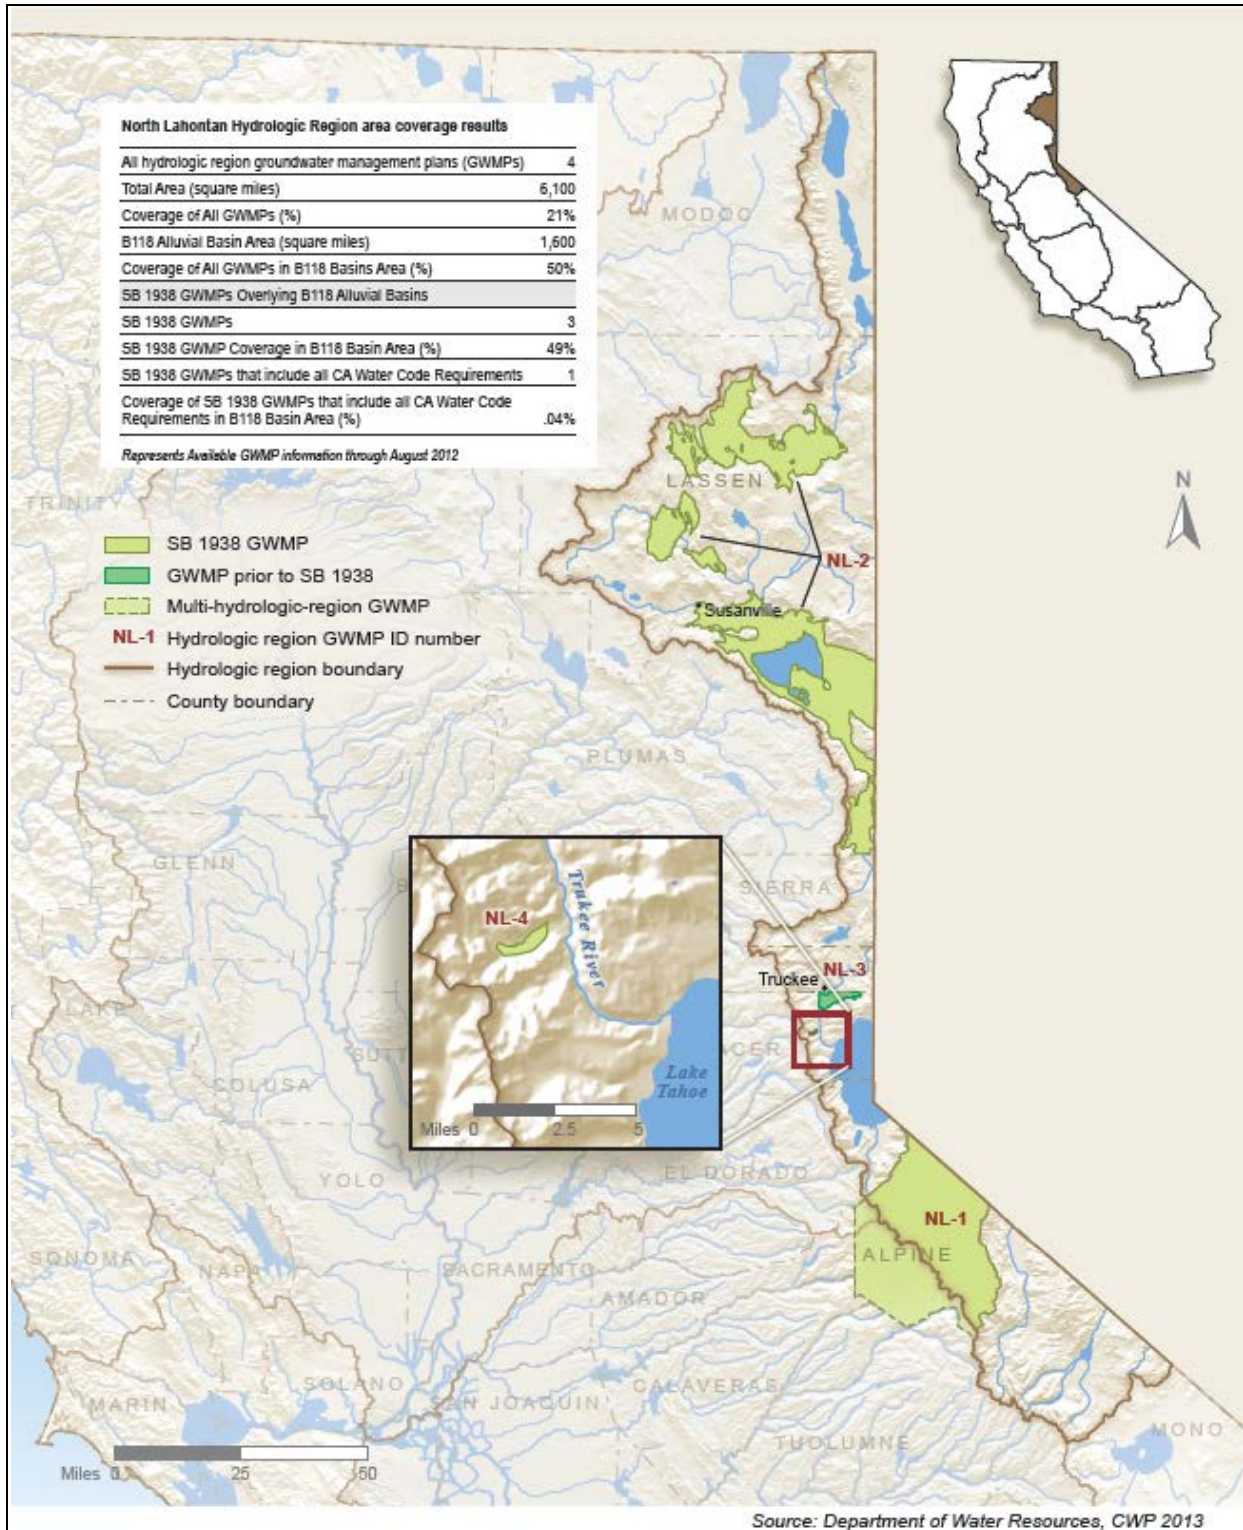 North Lahontan Hydrologic Region area coverage results
All hydrologic region groundwater management plans (GWMPs) 4
Total Area (square miles) 6,100
Coverage of All GWMPs (%) 21%
B118 Alluvial Basin Area (square miles) 1,600
Coverage of All GWMPs in B118 Basins Area (%) 50%
SB 1938 GWMPs Overlying B118 Alluvial Basins
SB 1938 GWMPs 3
SB 1938 GWMP Coverage in B118 Basin Area (%) 49%
SB 1938 GWMPs that include all CA Water Code Requirements 1
Coverage of SB 1938 GWMPs that include all CA Water Code
Requirements in B118 Basin Area (%) .04%
Represents Available GWMP information through August 2012
MODOC
N
LASSEN
TRINITY
SB 1938 GWMP
GWMP prior to SB 1938
Multi-hydrologic-region GWMP
NL-1 Hydrologic region GWMP ID number
Hydrologic region boundary
County boundary
NL-2
Susanville
PLUMAS
GLENN
SIERRA
NL-4
Trukee River
Lake
Tahoe
Miles 0 2.5 5
Truckee
NL-3
LAKE
SUTT
ACER
COLUSA
YOLO
EL DORADO
NL-1
ALPINE
SONOMA
NAPA
SACRAMENTO
AMADOR
MARIN
SOLANO
SAN JOAQUIN
CALAVERAS
TUOLUMNE
MONO
Miles 0 25 50
Source: Department of Water Resources, CWP 2013